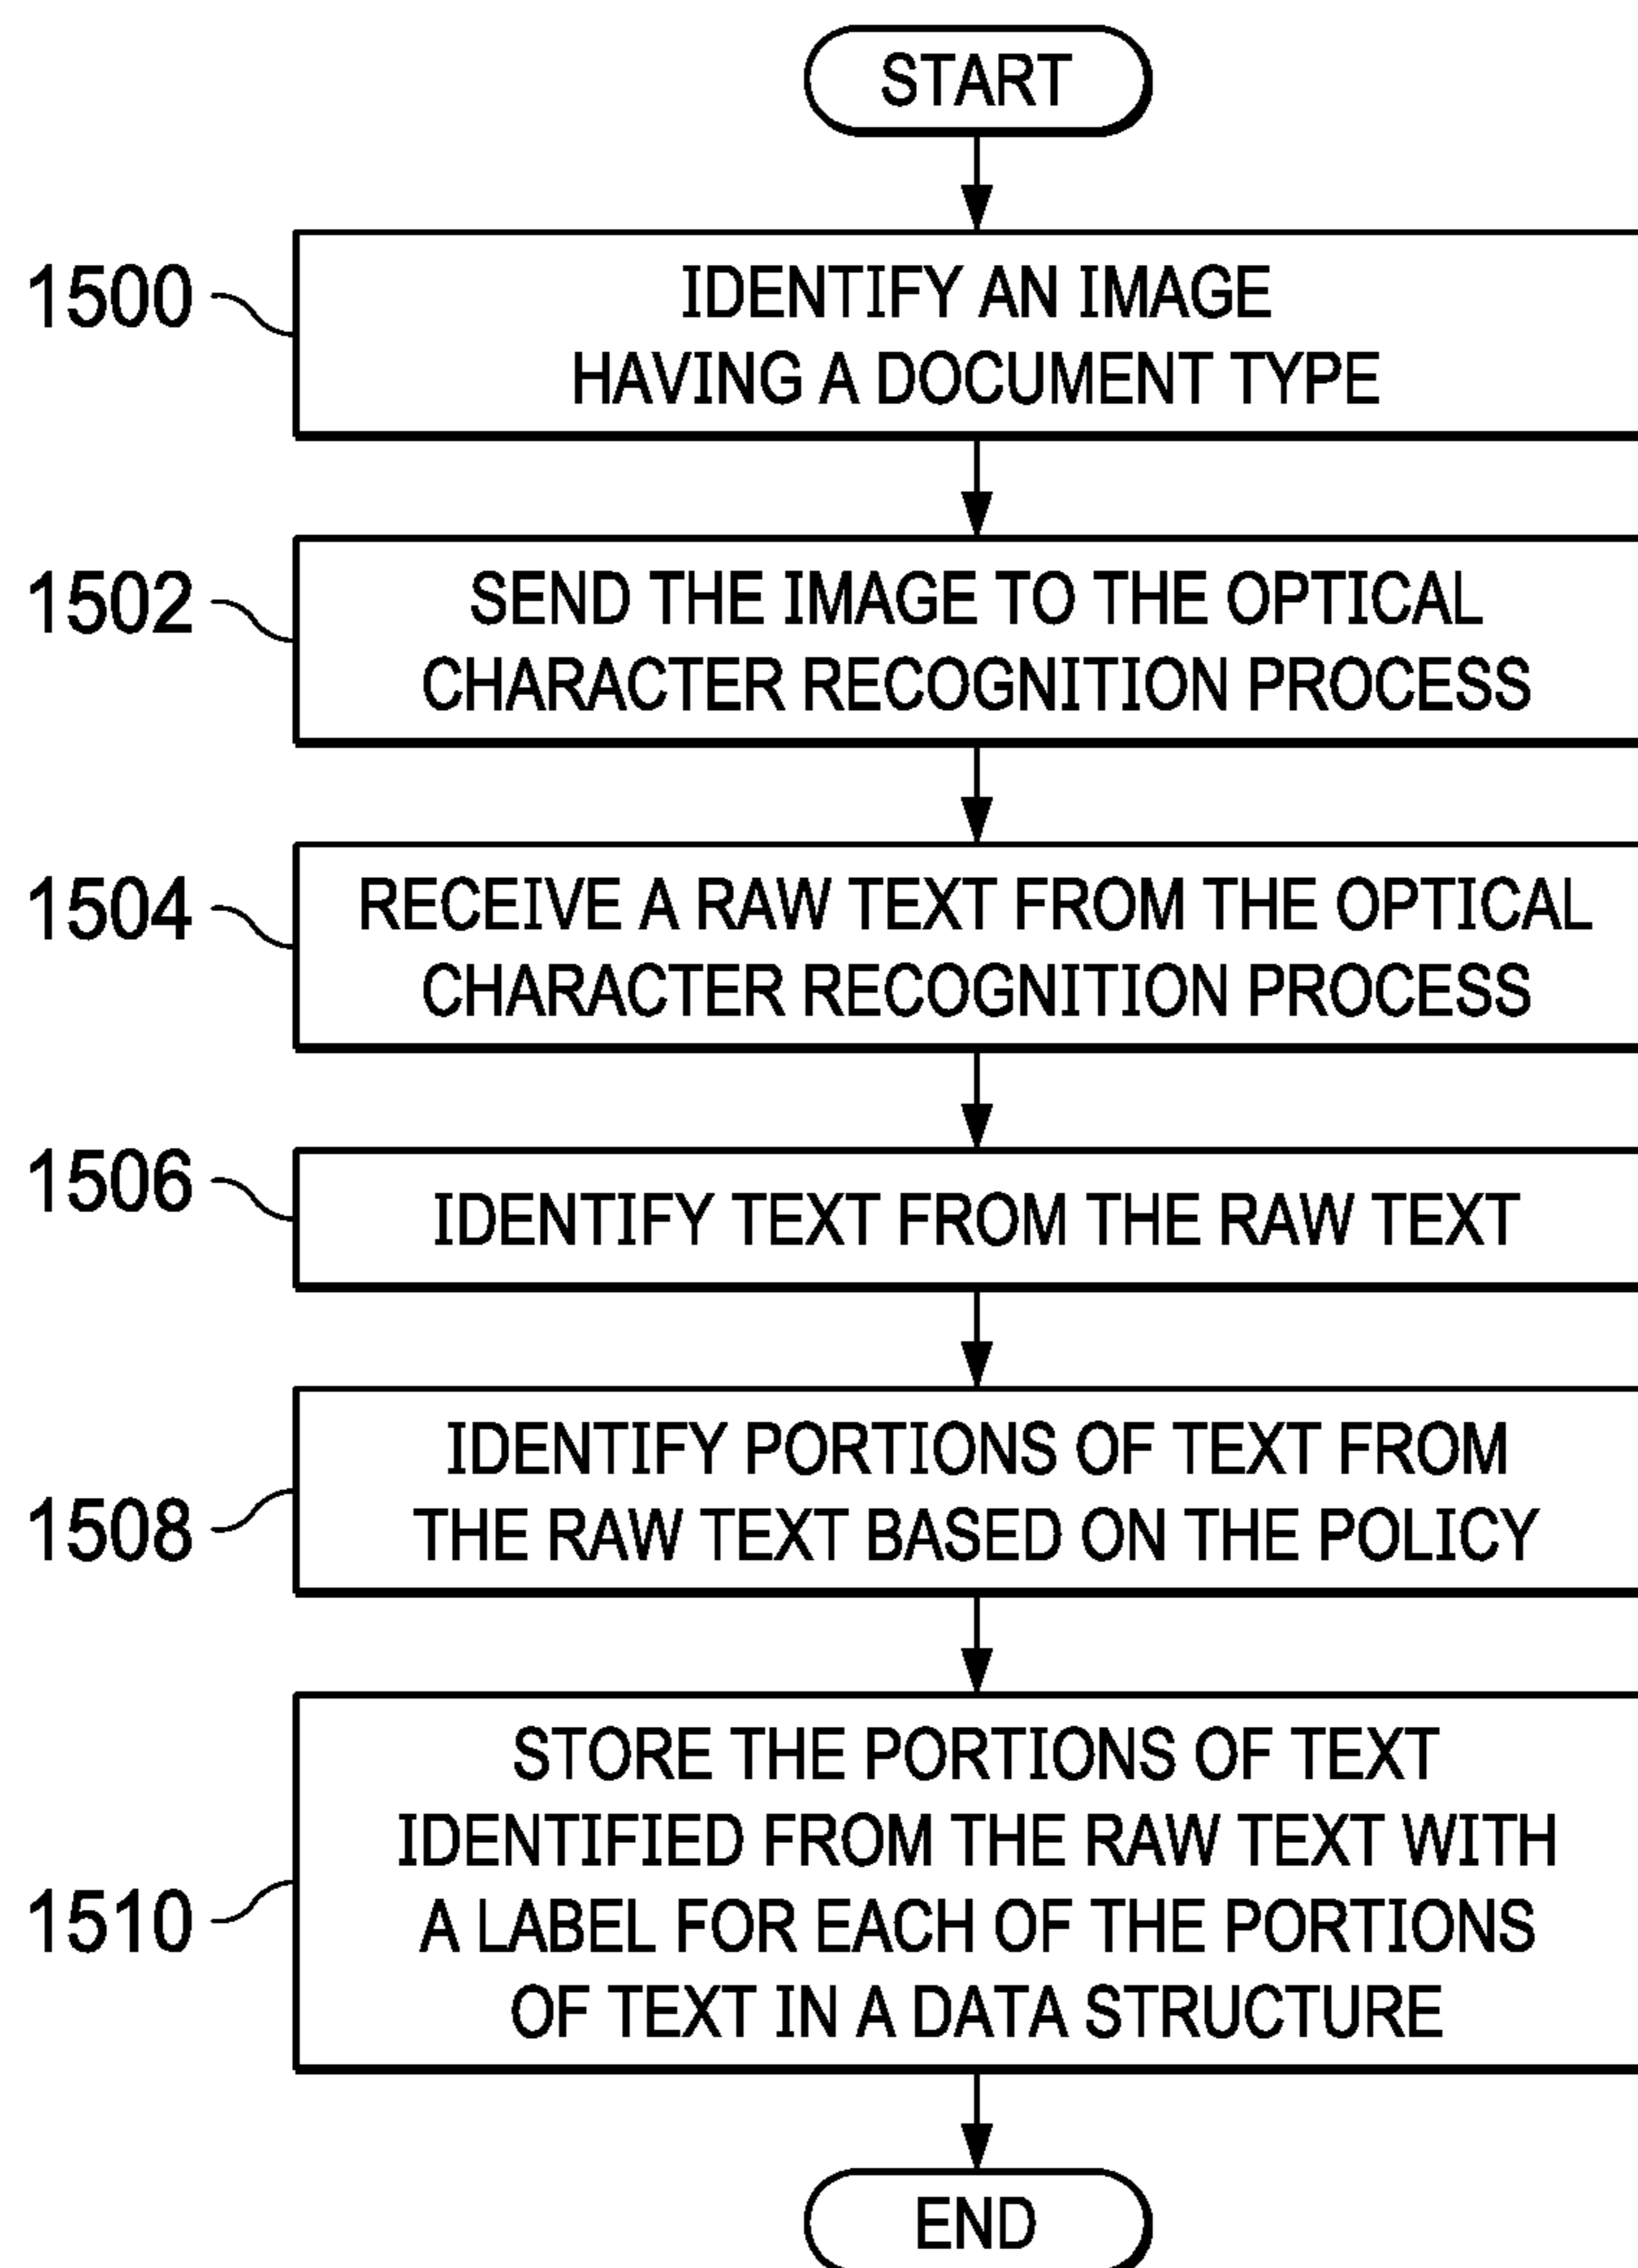 START
1500
IDENTIFY AN IMAGE
HAVING A DOCUMENT TYPE
1502
SEND THE IMAGE TO THE OPTICAL
CHARACTER RECOGNITION PROCESS
1504
RECEIVE A RAW TEXT FROM THE OPTICAL
CHARACTER RECOGNITION PROCESS
1506
IDENTIFY TEXT FROM THE RAW TEXT
1508
IDENTIFY PORTIONS OF TEXT FROM
THE RAW TEXT BASED ON THE POLICY
1510
STORE THE PORTIONS OF TEXT
IDENTIFIED FROM THE RAW TEXT WITH
A LABEL FOR EACH OF THE PORTIONS
OF TEXT IN A DATA STRUCTURE
END